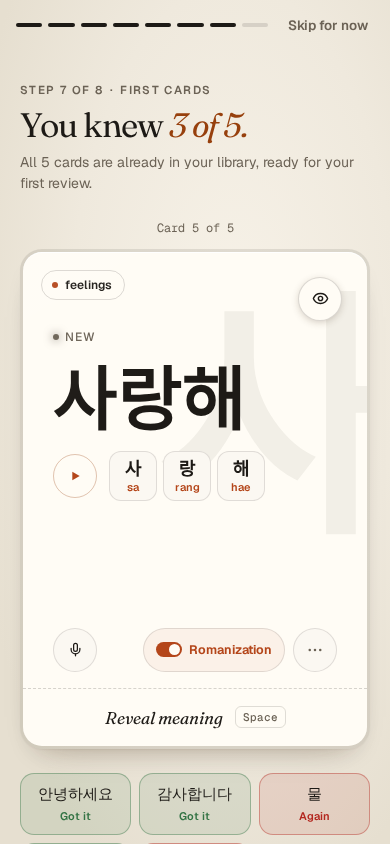 Skip for now
STEP 7 OF 8 · FIRST CARDS
You knew 3 of 5.
All 5 cards are already in your library, ready for your
first review.
Card 5 of 5
feelings
NEW
사랑해
사
랑
해
sa
rang
hae
Romanization
Reveal meaning
Space
안녕하세요
감사합니다
물
Got it
Got it
Again